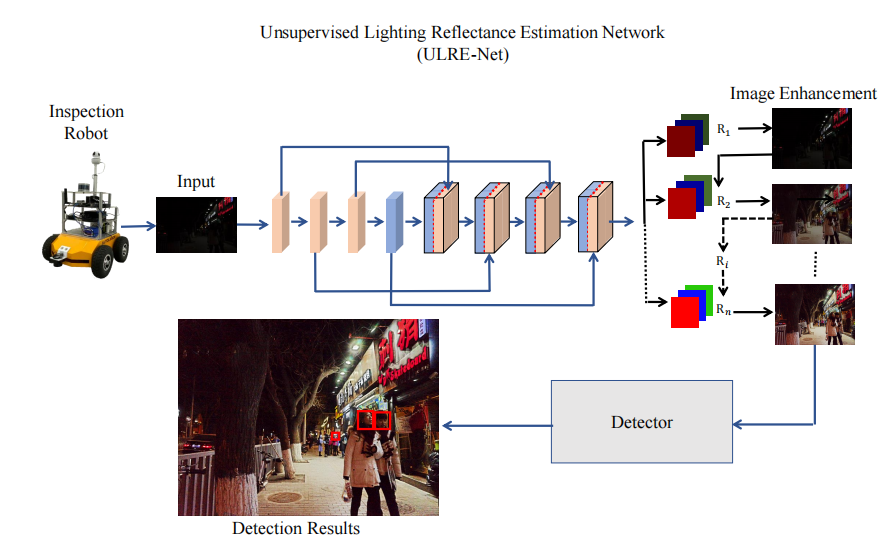 Unsupervised Lighting Reflectance Estimation Network
(ULRE-Net)
Image Enhancement
Inspection
Robot
Input
R₁
R₂
Rᵢ
Rₙ
Detector
Detection Results